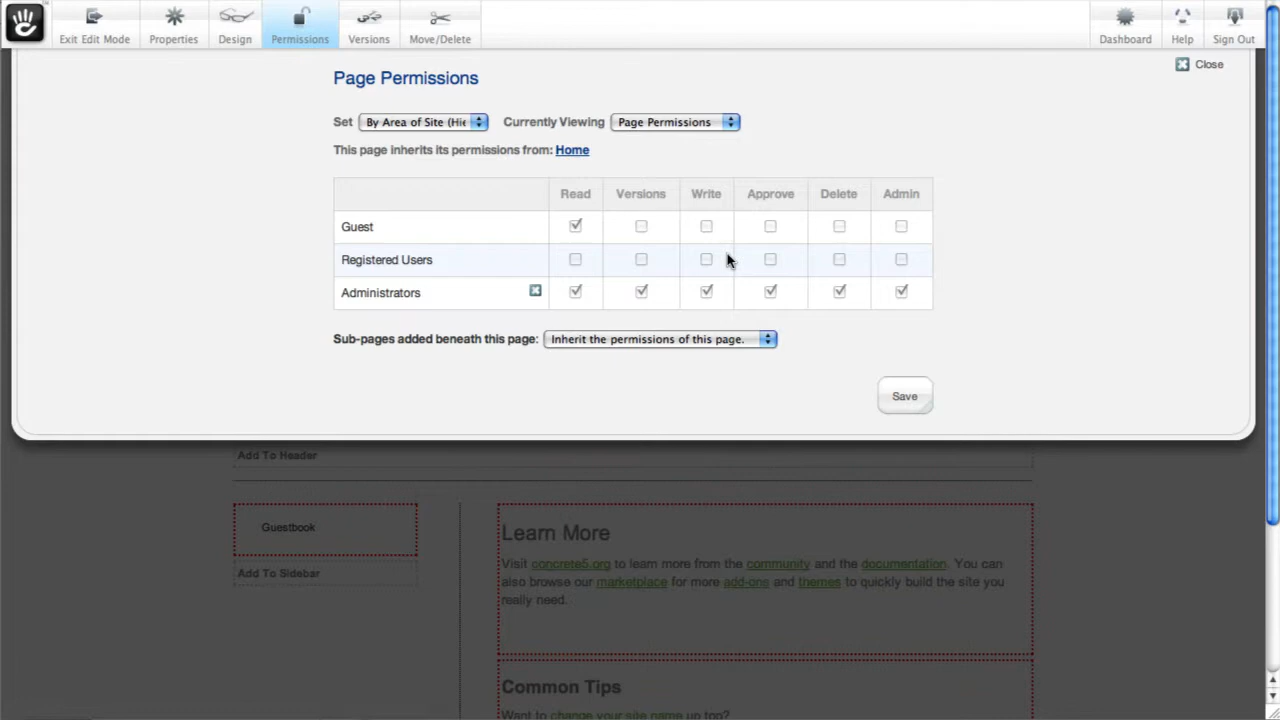 Exit Edit Mode Properties Design Permissions Versions Move/Delete Dashboard Help Sign Out
Close
Page Permissions
Set By Area of Site (Hie Currently Viewing Page Permissions
This page inherits its permissions from: Home
Read Versions Write Approve Delete Admin
Guest
Registered Users
Administrators
Sub-pages added beneath this page: Inherit the permissions of this page.
Save
Add To Header
Guestbook
Add To Sidebar
Learn More
Visit concrete5.org to learn more from the community and the documentation. You can
also browse our marketplace for more add-ons and themes to quickly build the site you
really need.
Common Tips
Want to change your site name up top?